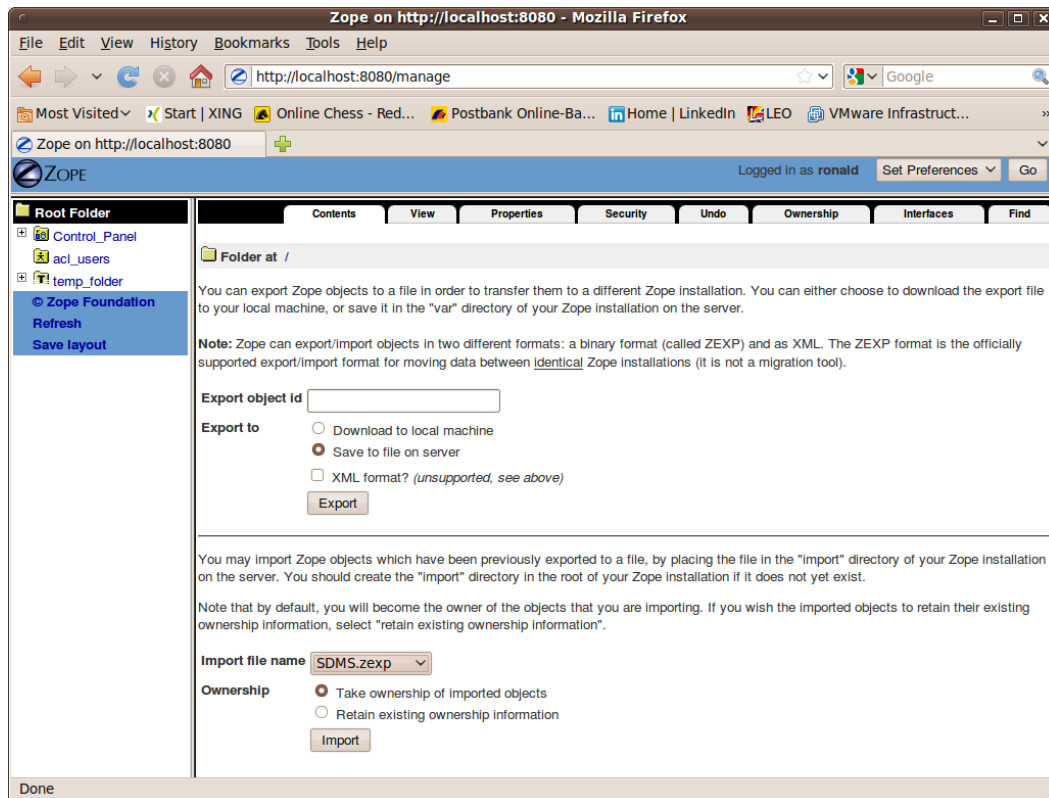 Zope on http://localhost:8080 - Mozilla Firefox
File Edit View History Bookmarks Tools Help
http://localhost:8080/manage
Google
Most Visited
Start | XING
Online Chess - Red...
Postbank Online-Ba...
Home | LinkedIn
LEO
VMware Infrastruct...
»
Zope on http://localhost:8080
ZOPE
Logged in as ronald
Set Preferences
Go
Root Folder
Control_Panel
acl_users
temp_folder
© Zope Foundation
Refresh
Save layout
Contents View Properties Security Undo Ownership Interfaces Find
Folder at /
You can export Zope objects to a file in order to transfer them to a different Zope installation. You can either choose to download the export file
to your local machine, or save it in the "var" directory of your Zope installation on the server.
Note: Zope can export/import objects in two different formats: a binary format (called ZEXP) and as XML. The ZEXP format is the officially
supported export/import format for moving data between identical Zope installations (it is not a migration tool).
Export object id
Export to
Download to local machine
Save to file on server
XML format? (unsupported, see above)
Export
You may import Zope objects which have been previously exported to a file, by placing the file in the "import" directory of your Zope installation
on the server. You should create the "import" directory in the root of your Zope installation if it does not yet exist.
Note that by default, you will become the owner of the objects that you are importing. If you wish the imported objects to retain their existing
ownership information, select "retain existing ownership information".
Import file name SDMS.zexp
Ownership
Take ownership of imported objects
Retain existing ownership information
Import
Done